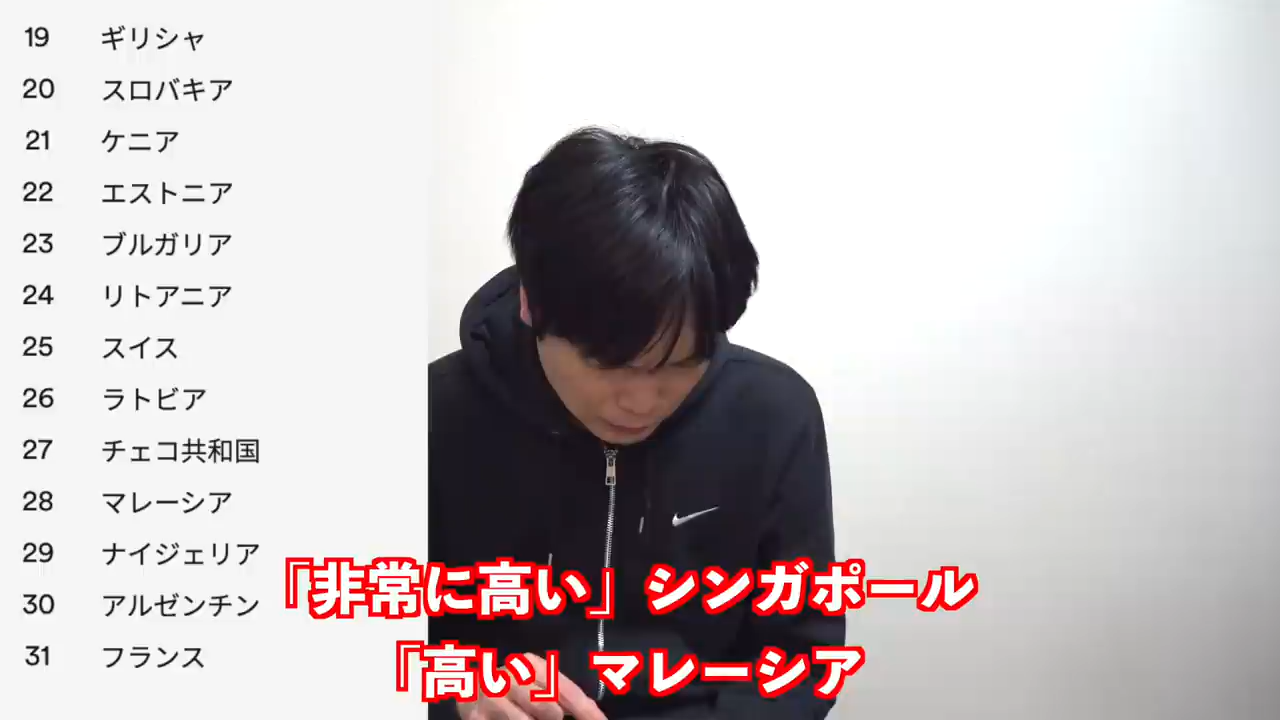 19 ギリシャ
20 スロバキア
21 ケニア
22 エストニア
23 ブルガリア
24 リトアニア
25 スイス
26 ラトビア
27 チェコ共和国
28 マレーシア
29 ナイジェリア
30 アルゼンチン
31 フランス
「非常に高い」シンガポール
「高い」マレーシア